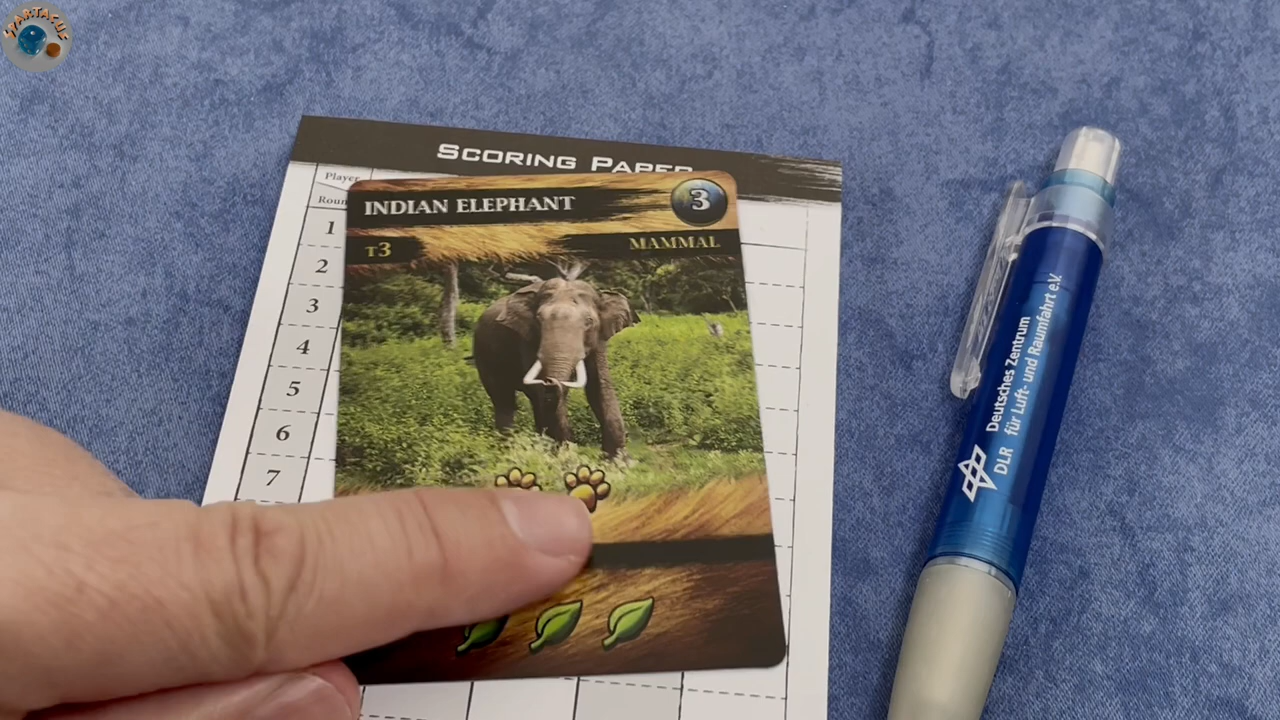 SPARTACUS
SCORING PAPER
Player
INDIAN ELEPHANT
3
T3
MAMMAL
1
2
3
4
5
6
7
Deutsches Zentrum
DLR für Luft- und Raumfahrt e.V.